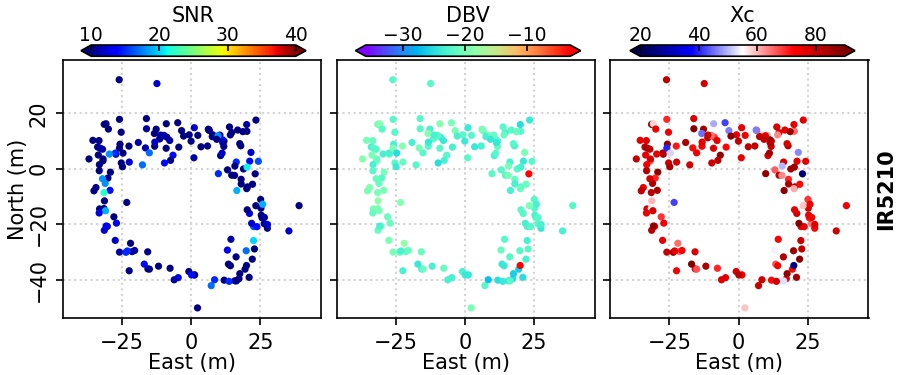 SNR DBV Xc
10 20 30 40 −30 −20 −10 20 40 60 80
20
0
−20
−40
North (m)
IR5210
−25 0 25 −25 0 25 −25 0 25
East (m) East (m) East (m)